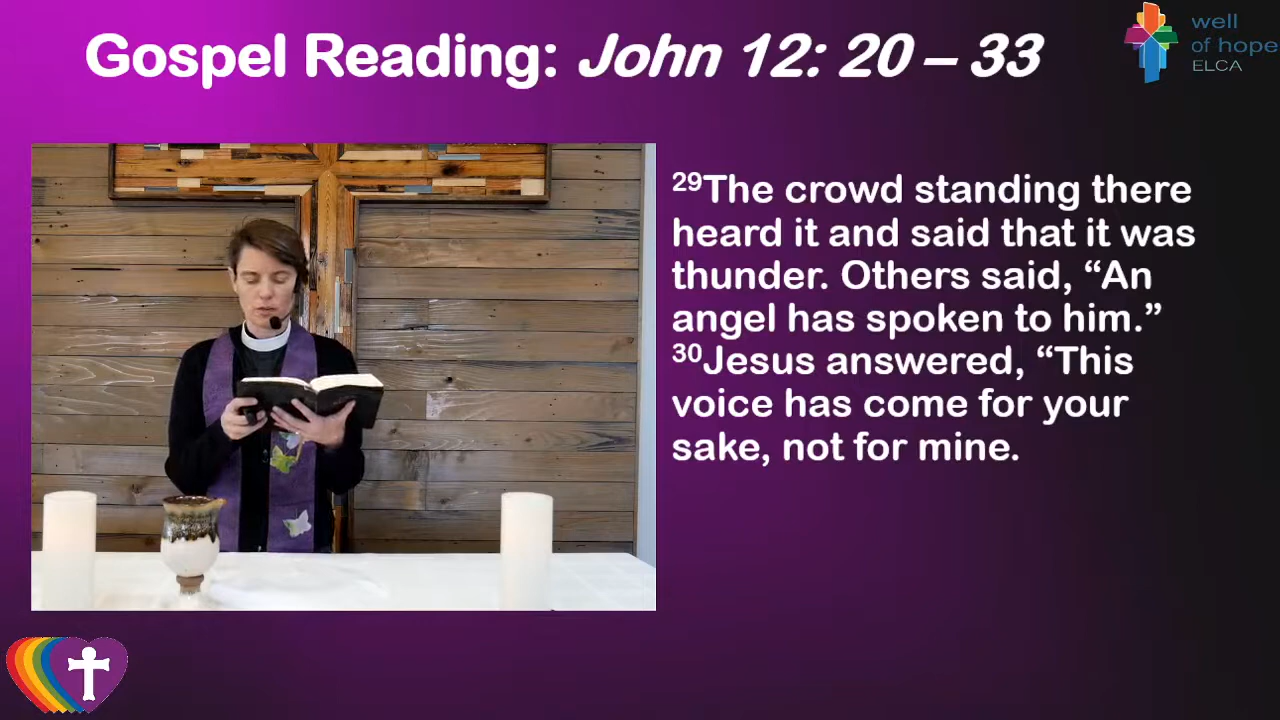 Gospel Reading: John 12: 20 – 33
well
of hope
ELCA
²⁹The crowd standing there
heard it and said that it was
thunder. Others said, “An
angel has spoken to him.”
³⁰Jesus answered, “This
voice has come for your
sake, not for mine.